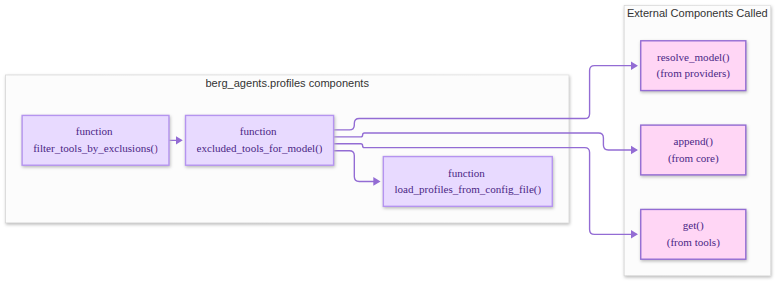 External Components Called
resolve_model()
(from providers)
berg_agents.profiles components
function
filter_tools_by_exclusions()
function
excluded_tools_for_model()
append()
(from core)
function
load_profiles_from_config_file()
get()
(from tools)